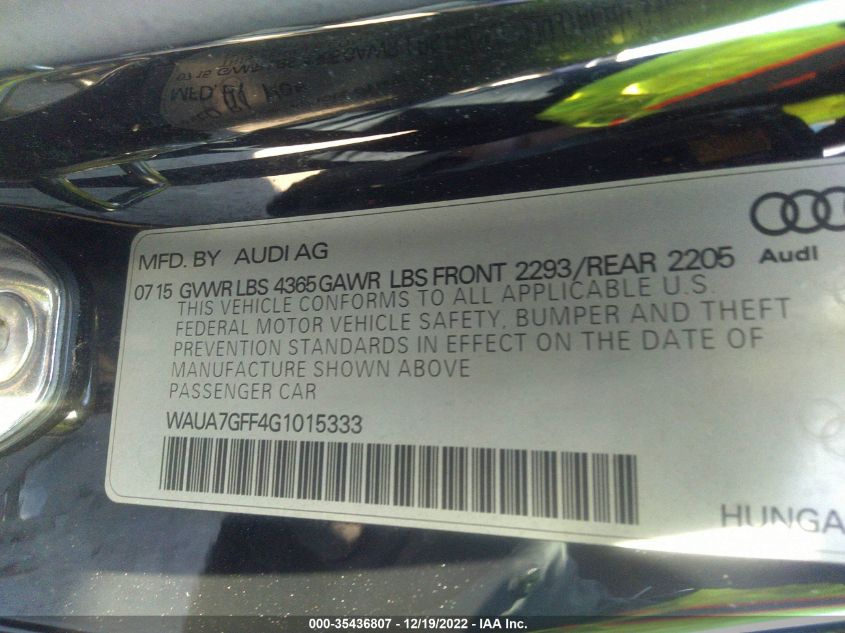 MFD. BY AUDI AG
07 15 GVWR LBS 4365 GAWR LBS FRONT 2293/REAR 2205
Audi
THIS VEHICLE CONFORMS TO ALL APPLICABLE U.S.
FEDERAL MOTOR VEHICLE SAFETY, BUMPER AND THEFT
PREVENTION STANDARDS IN EFFECT ON THE DATE OF
MANUFACTURE SHOWN ABOVE
PASSENGER CAR
WAUA7GFF4G1015333
HUNGA
000-35436807 - 12/19/2022 - IAA Inc.